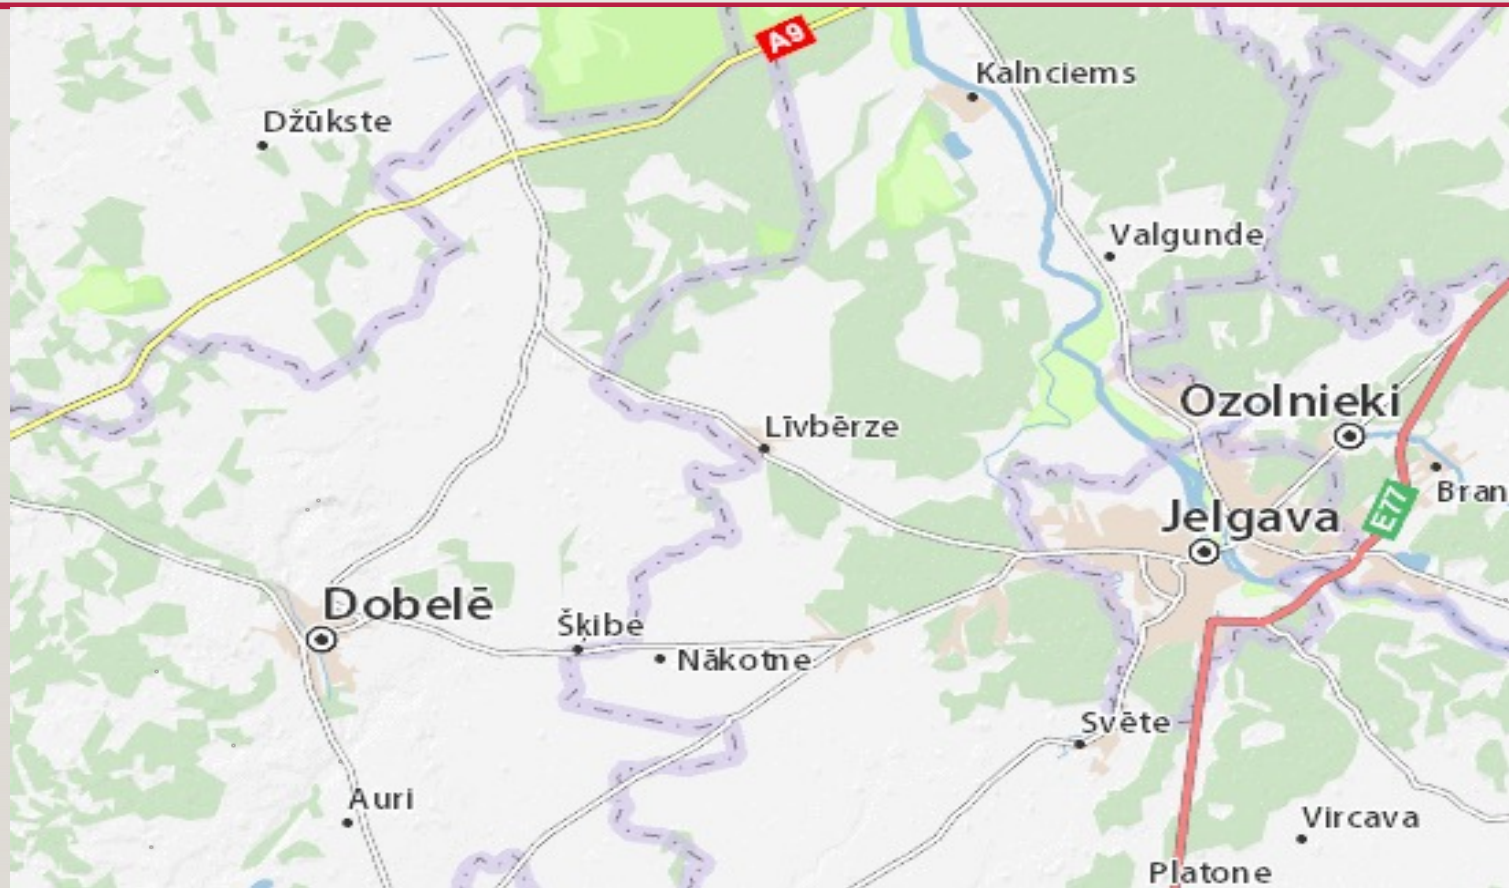 A9
Kalnciems
Džūkste
Valgunde
Ozolnieki
Līvbērze
Bran
E77
Jelgava
Dobelē
Šķibe
Nākotne
Svēte
Auri
Vircava
Platone